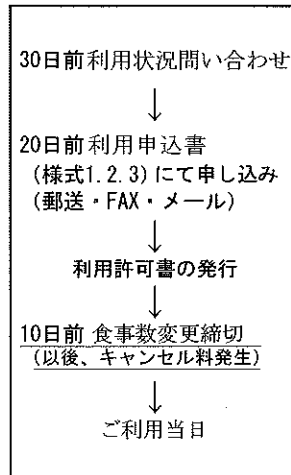 30日前利用状況問い合わせ
↓
20日前利用申込書
(様式1.2.3)にて申し込み
(郵送・FAX・メール)
↓
利用許可書の発行
↓
10日前 食事数変更締切
(以後、キャンセル料発生)
↓
ご利用当日